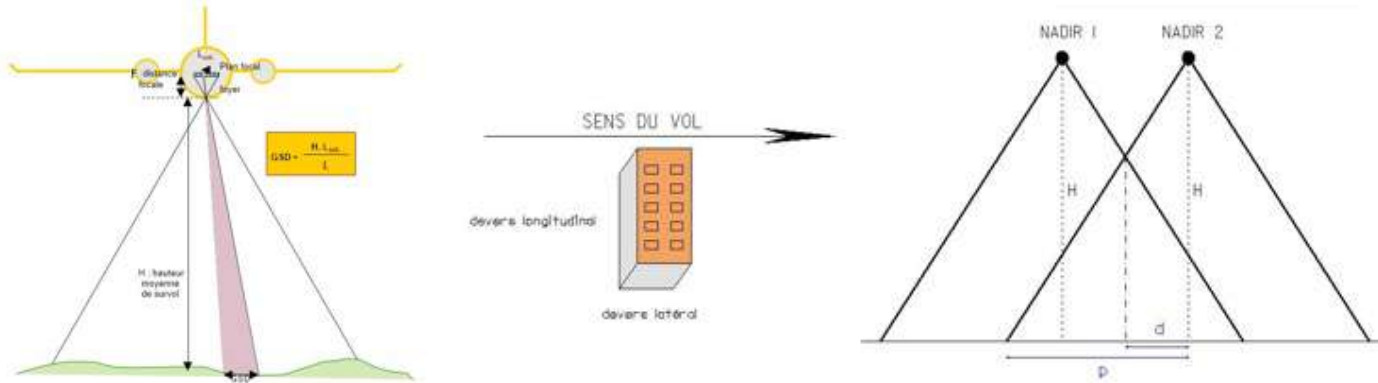 L
F. distance
focale
Plan focal
foyer
GSD =
H. L
L
H : hauteur
moyenne
de survol
GSD
SENS DU VOL
devers longitudinal
devers latéral
NADIR 1
NADIR 2
H
H
d
p